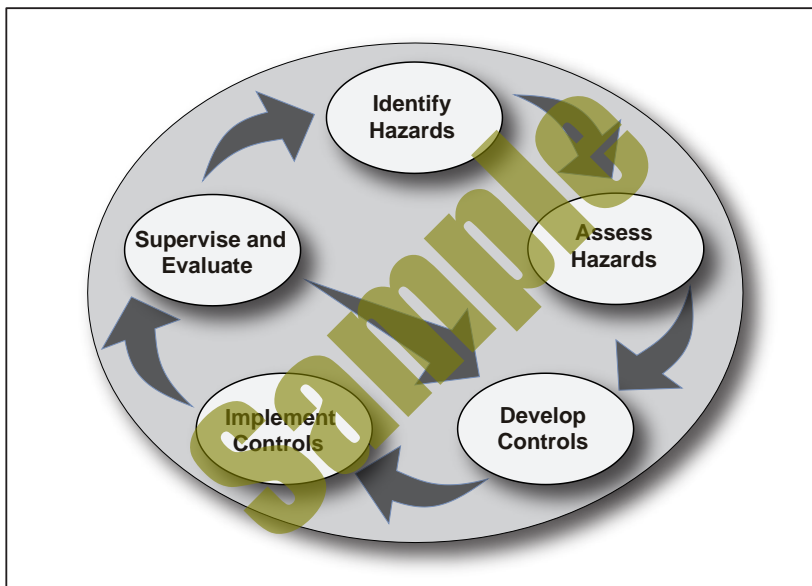 Identify
Hazards
Assess
Hazards
Develop
Controls
Implement
Controls
Supervise and
Evaluate
Sample